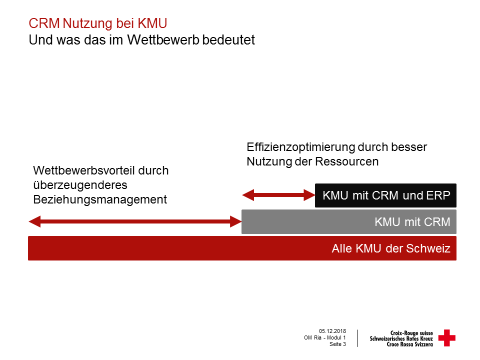 CRM Nutzung bei KMU
Und was das im Wettbewerb bedeutet
Effizienzoptimierung durch besser
Nutzung der Ressourcen
Wettbewerbsvorteil durch
überzeugenderes
Beziehungsmanagement
KMU mit CRM und ERP
KMU mit CRM
Alle KMU der Schweiz
05.12.2018
OM Ria - Modul 1
Seite 3
Croix-Rouge suisse
Schweizerisches Rotes Kreuz
Croce Rossa Svizzera